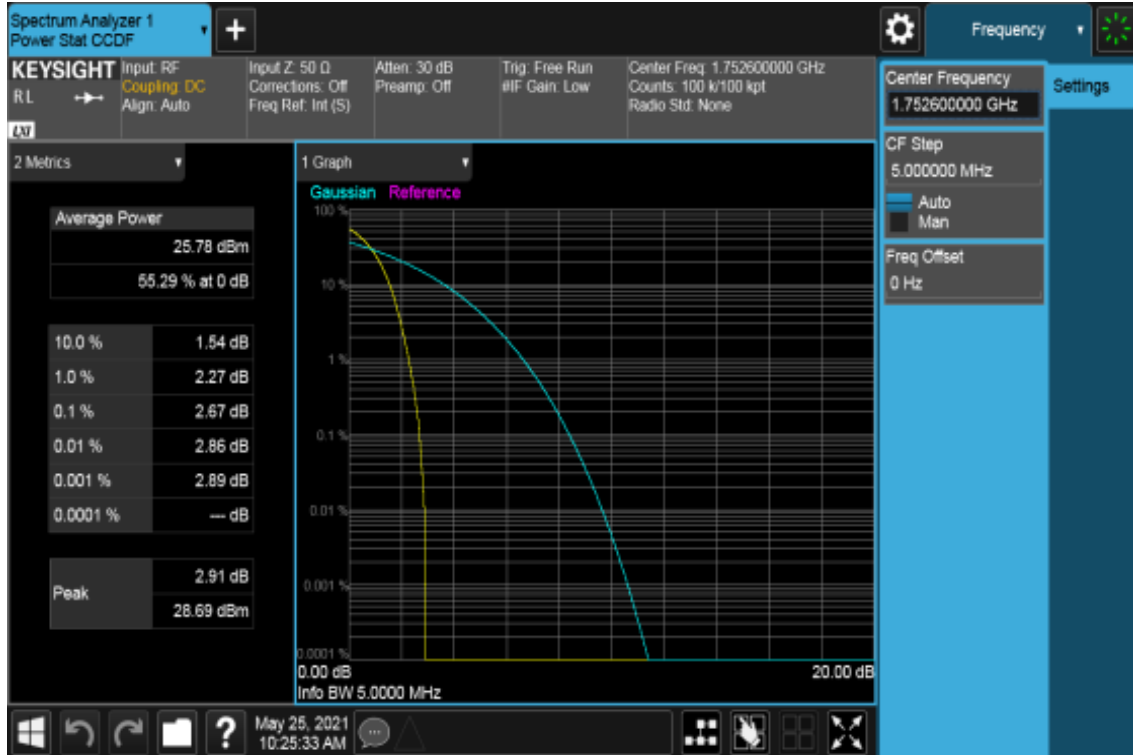 Spectrum Analyzer 1
Power Stat CCDF
+
Frequency
KEYSIGHT
RL
LXI
Input: RF
Coupling: DC
Align: Auto
Input Z: 50 Ω
Corrections: Off
Freq Ref: Int (S)
Atten: 30 dB
Preamp: Off
Trig: Free Run
#IF Gain: Low
Center Freq: 1.752600000 GHz
Counts: 100 k/100 kpt
Radio Std: None
Center Frequency
1.752600000 GHz
Settings
CF Step
5.000000 MHz
Auto
Man
Freq Offset
0 Hz
2 Metrics
Average Power
25.78 dBm
55.29 % at 0 dB
10.0 % 1.54 dB
1.0 % 2.27 dB
0.1 % 2.67 dB
0.01 % 2.86 dB
0.001 % 2.89 dB
0.0001 % --- dB
Peak
2.91 dB
28.69 dBm
1 Graph
Gaussian Reference
100 %
10 %
1 %
0.1 %
0.01 %
0.001 %
0.0001 %
0.00 dB 20.00 dB
Info BW 5.0000 MHz
?
May 25, 2021
10:25:33 AM